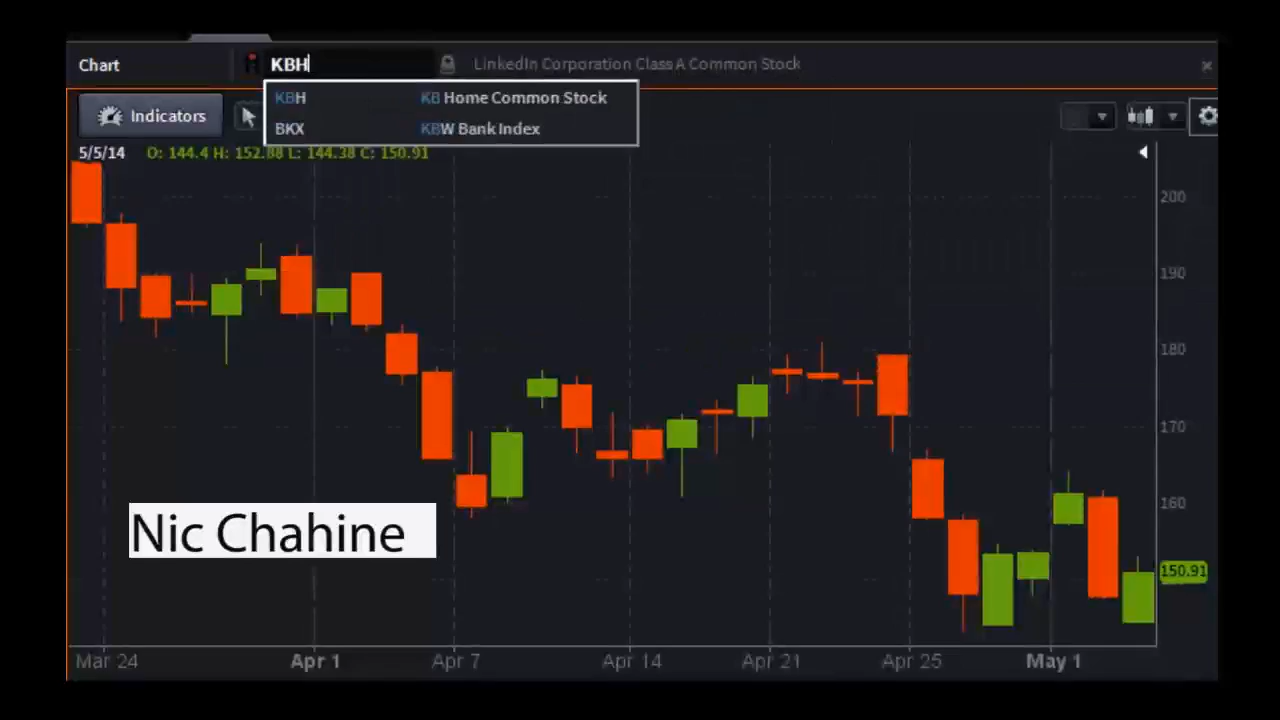 Chart
KBH
LinkedIn Corporation Class A Common Stock
KBH KB Home Common Stock
BKX KBW Bank Index
Indicators
5/5/14 O: 144.4 H: 152.88 L: 144.38 C: 150.91
200
190
180
170
160
150.91
Nic Chahine
Mar 24 Apr 1 Apr 7 Apr 14 Apr 21 Apr 25 May 1